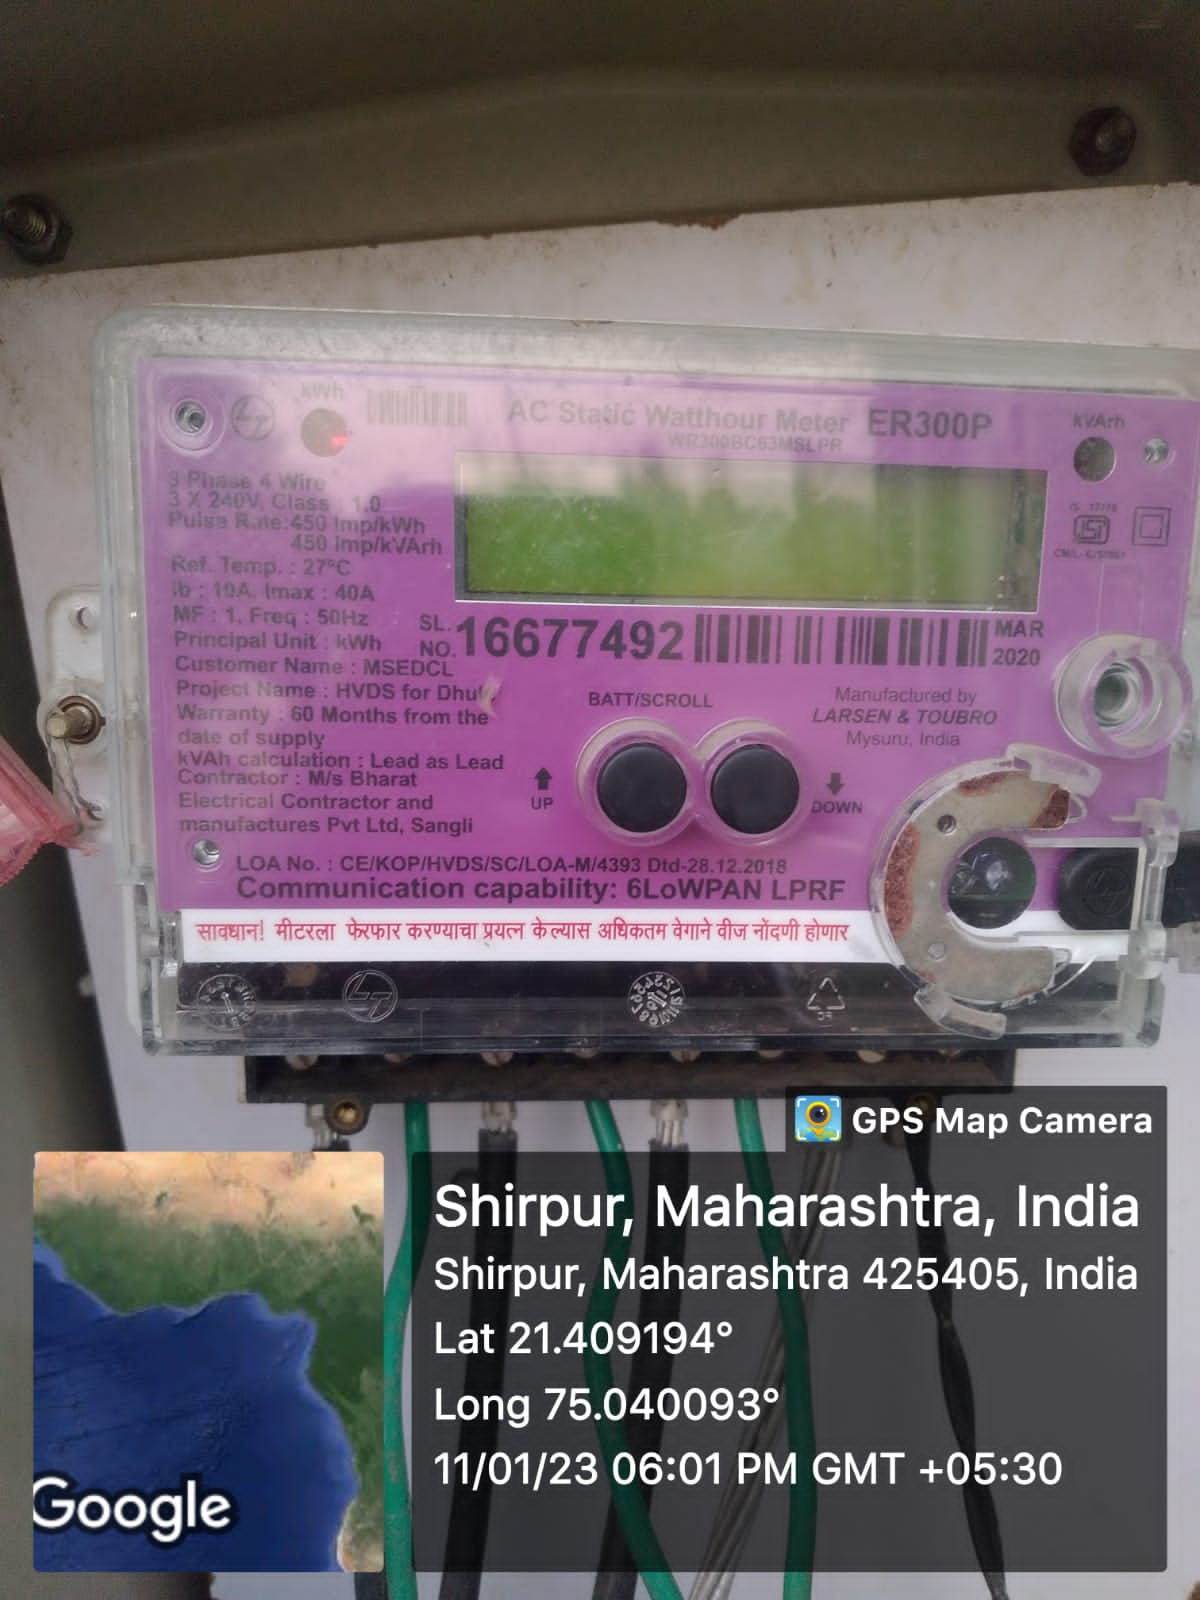 kWh
AC Static Watthour Meter ER300P
WR300BC63MSLPR
kVArh
3 Phase 4 Wire
3 X 240V, Class : 1.0
Pulse Rate:450 Imp/kWh
450 Imp/kVArh
Ref. Temp. : 27°C
Ib : 10A, Imax : 40A
MF : 1, Freq : 50Hz
Principal Unit : kWh
Customer Name : MSEDCL
Project Name : HVDS for
Warranty : 60 Months from the
date of supply
kVAh calculation : Lead as Lead
Contractor : M/s Bharat
Electrical Contractor and
manufactures Pvt Ltd, Sangli
SL. NO. 16677492
MAR 2020
BATT/SCROLL
UP
DOWN
Manufactured by
LARSEN & TOUBRO
Mysuru, India
LOA No. : CE/KOP/HVDS/SC/LOA-M/4393 Dtd-28.12.2018
Communication capability: 6LoWPAN LPRF
सावधान! मीटरला फेरफार करण्याचा प्रयत्न केल्यास अधिकतम वेगाने वीज नोंदणी होणार
GPS Map Camera
Shirpur, Maharashtra, India
Shirpur, Maharashtra 425405, India
Lat 21.409194°
Long 75.040093°
11/01/23 06:01 PM GMT +05:30
Google